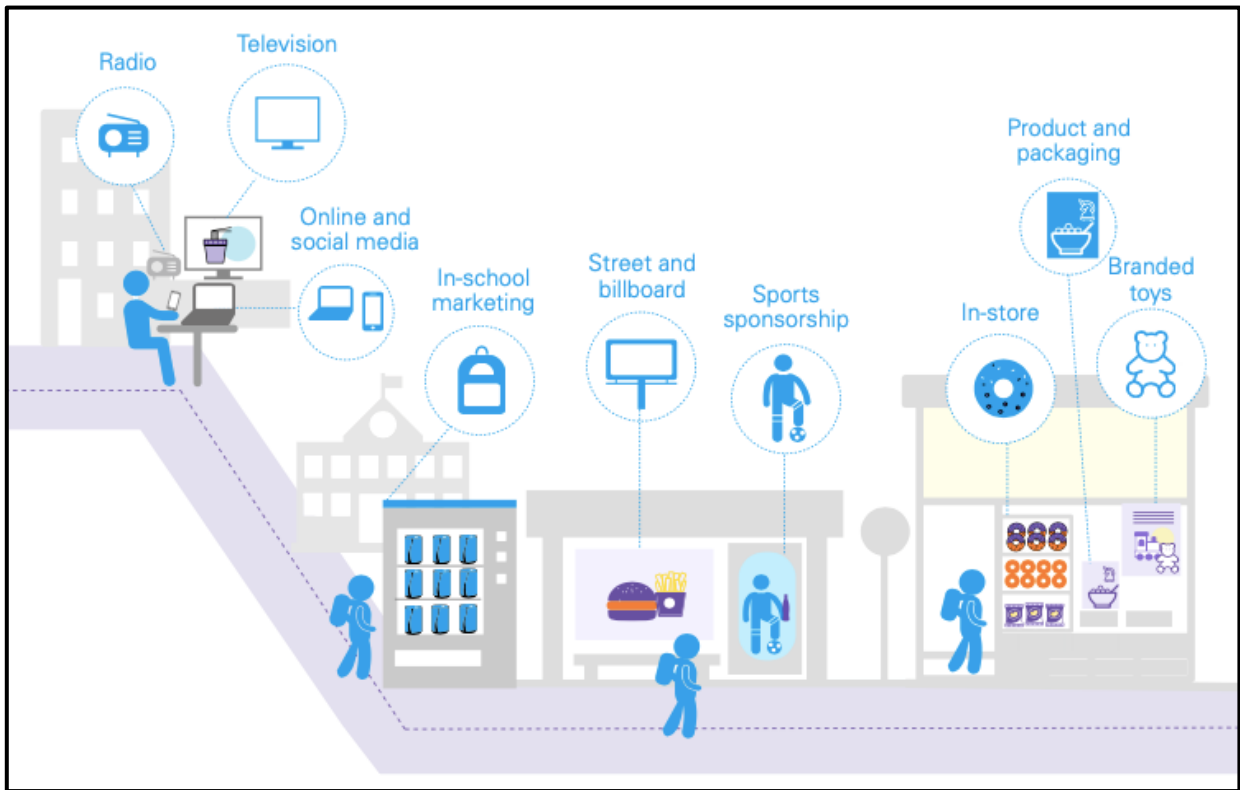 Radio
Television
Online and
social media
In-school
marketing
Street and
billboard
Sports
sponsorship
In-store
Product and
packaging
Branded
toys